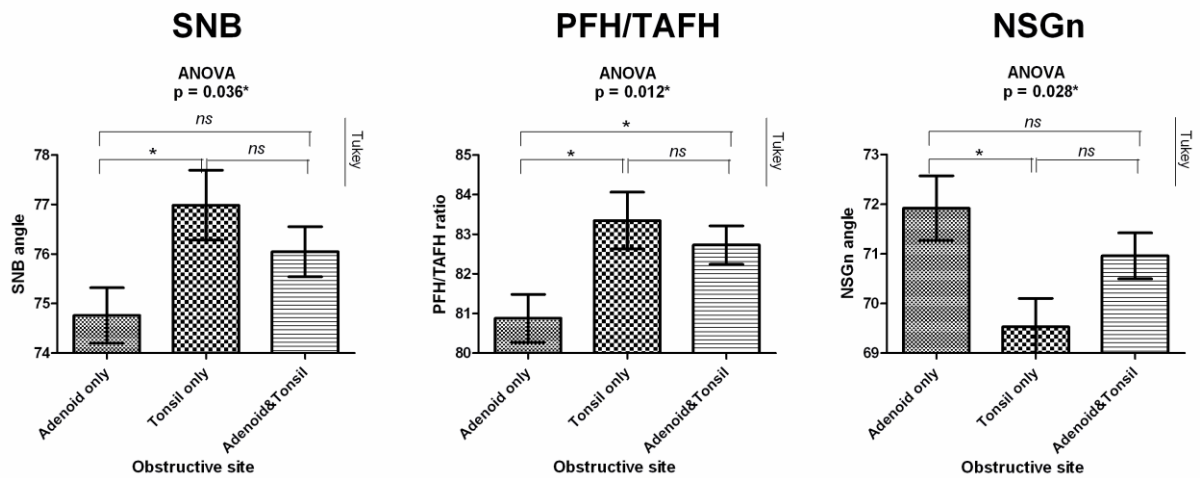 SNB
ANOVA
p = 0.036*
ns
* ns
Tukey
78
77
76
75
74
SNB angle
Adenoid only
Tonsil only
Adenoid&Tonsil
Obstructive site
PFH/TAFH
ANOVA
p = 0.012*
*
* ns
Tukey
85
84
83
82
81
80
PFH/TAFH ratio
Adenoid only
Tonsil only
Adenoid&Tonsil
Obstructive site
NSGn
ANOVA
p = 0.028*
ns
* ns
Tukey
73
72
71
70
69
NSGn angle
Adenoid only
Tonsil only
Adenoid&Tonsil
Obstructive site